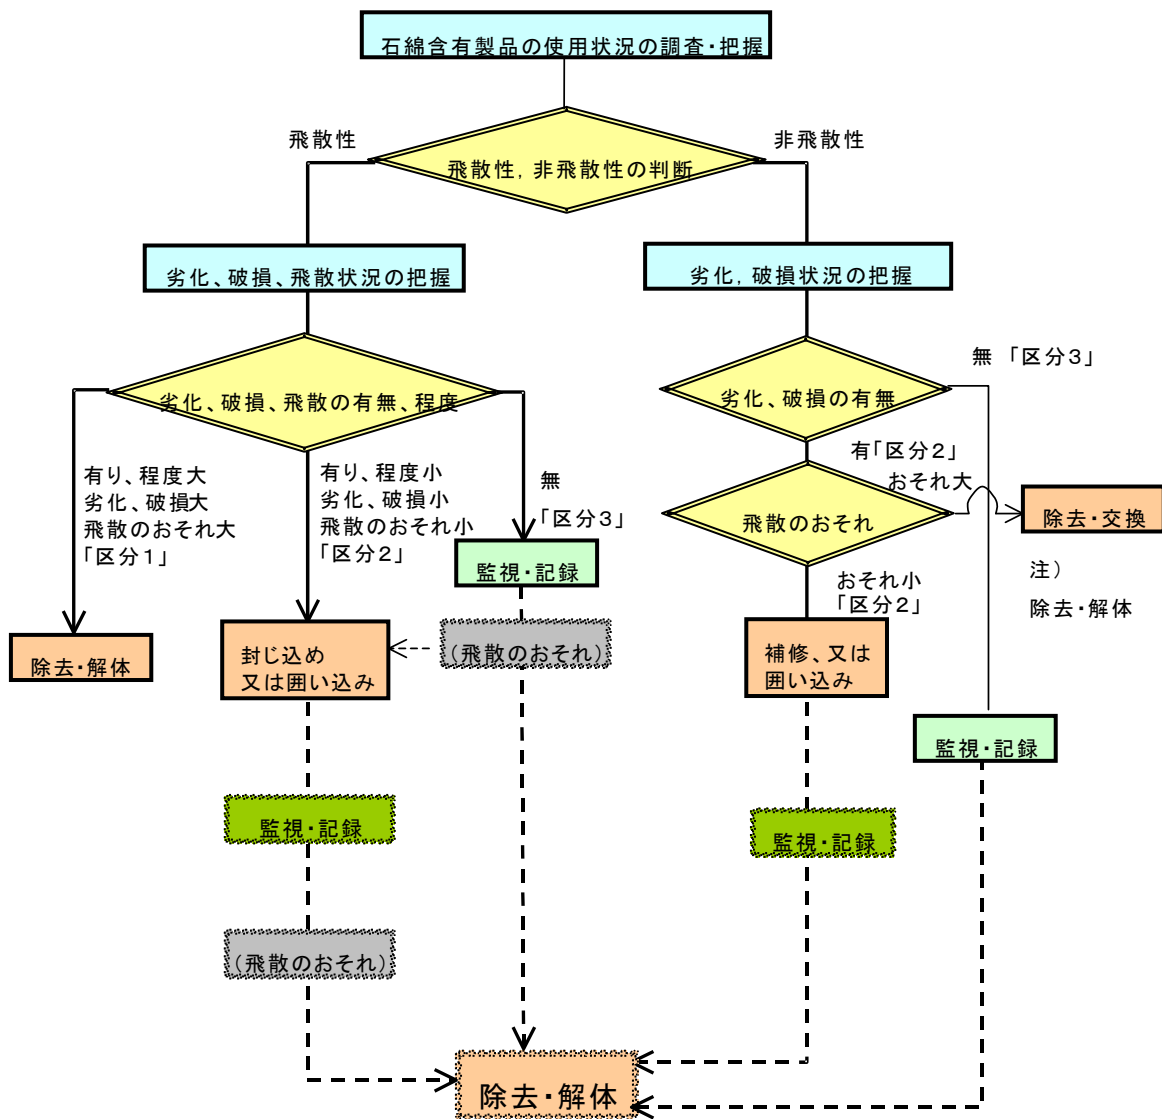 石綿含有製品の使用状況の調査・把握
飛散性
非飛散性
飛散性，非飛散性の判断
劣化、破損、飛散状況の把握
劣化，破損状況の把握
劣化、破損、飛散の有無、程度
劣化、破損の有無
無 「区分３」
有り、程度大
劣化、破損大
飛散のおそれ大
「区分１」
有り、程度小
劣化、破損小
飛散のおそれ小
「区分２」
無
「区分３」
有「区分２」
おそれ大
飛散のおそれ
除去・交換
注）
除去・解体
監視・記録
おそれ小
「区分２」
除去・解体
封じ込め
又は囲い込み
（飛散のおそれ）
補修、又は
囲い込み
監視・記録
監視・記録
監視・記録
（飛散のおそれ）
除去・解体